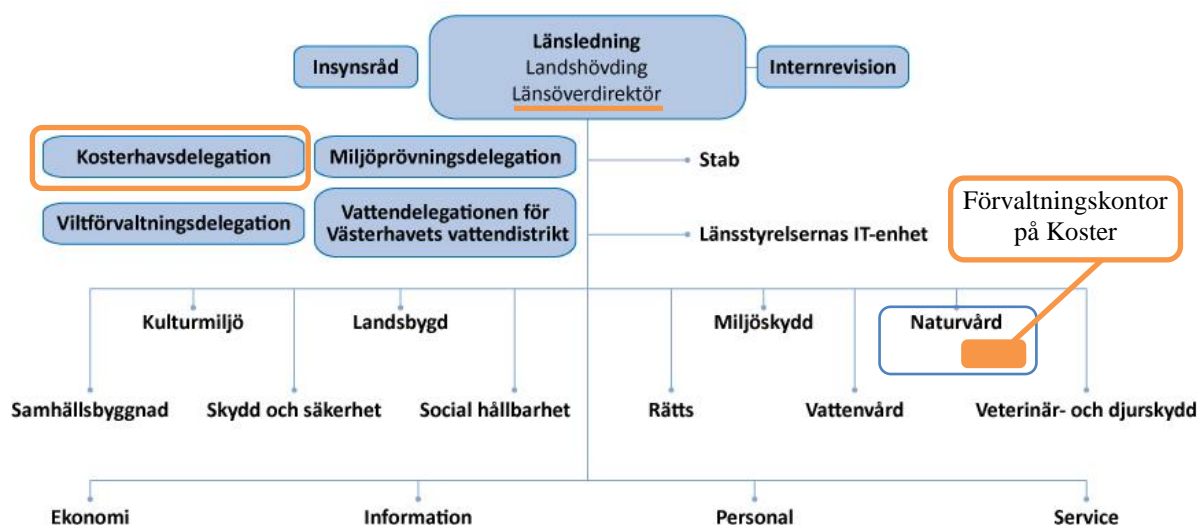 Länsledning
Landshövding
Länsöverdirektör
Insynsråd
Internrevision
Kosterhavsdelegation
Miljöprövningsdelegation
Stab
Viltförvaltningsdelegation
Vattendelegationen för
Västerhavets vattendistrikt
Länsstyrelsernas IT-enhet
Förvaltningskontor
på Koster
Kulturmiljö
Landsbygd
Miljöskydd
Naturvård
Samhällsbyggnad
Skydd och säkerhet
Social hållbarhet
Rätts
Vattenvård
Veterinär- och djurskydd
Ekonomi
Information
Personal
Service